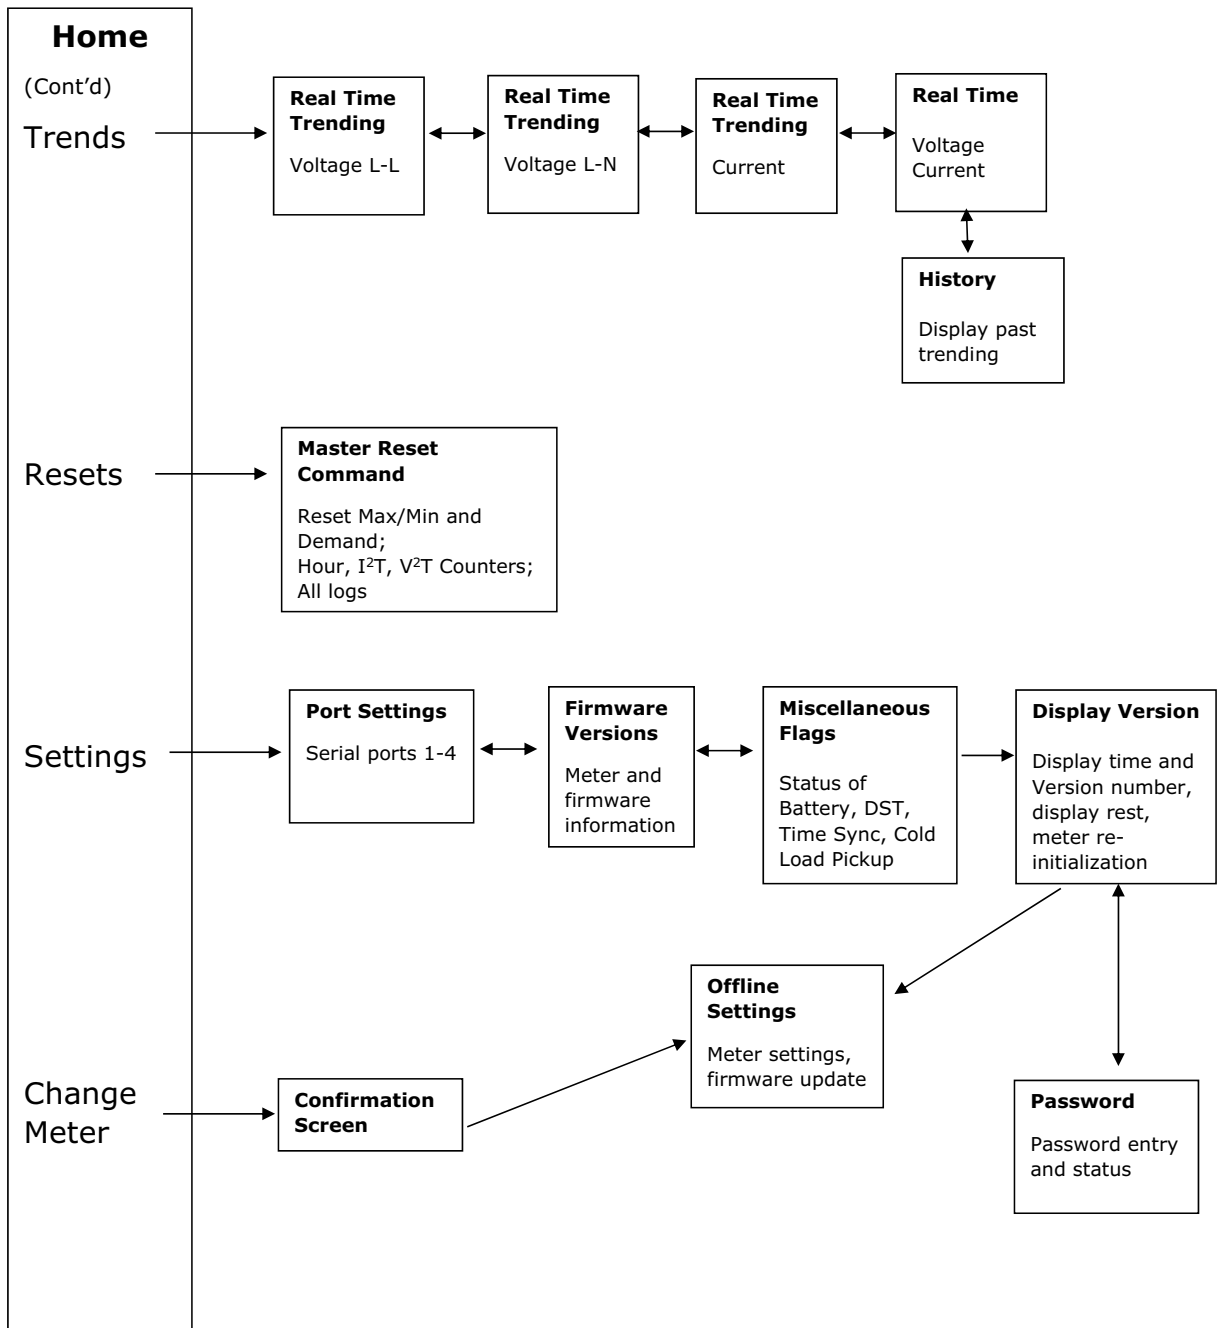 Home
(Cont’d)
Trends
Real Time
Trending
Voltage L-L
Real Time
Trending
Voltage L-N
Real Time
Trending
Current
Real Time
Voltage
Current
History
Display past
trending
Resets
Master Reset
Command
Reset Max/Min and
Demand;
Hour, I²T, V²T Counters;
All logs
Settings
Port Settings
Serial ports 1-4
Firmware
Versions
Meter and
firmware
information
Miscellaneous
Flags
Status of
Battery, DST,
Time Sync, Cold
Load Pickup
Display Version
Display time and
Version number,
display rest,
meter re-
initialization
Offline
Settings
Meter settings,
firmware update
Change
Meter
Confirmation
Screen
Password
Password entry
and status